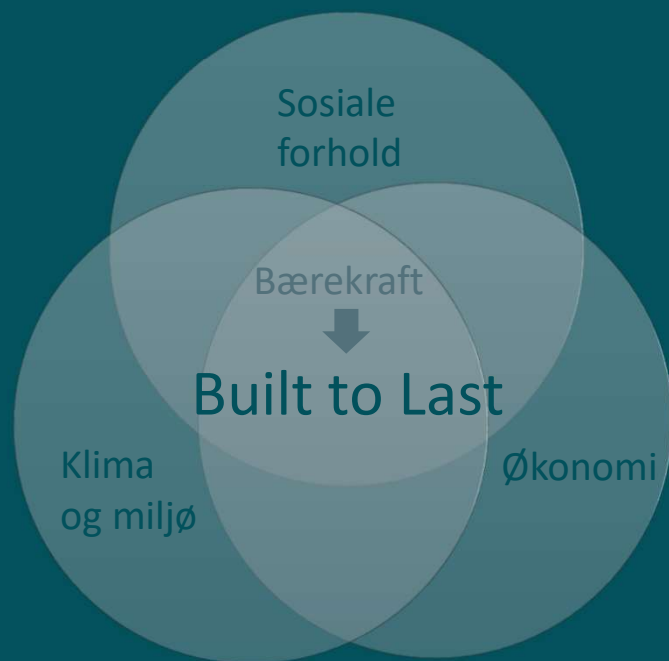 Sosiale
forhold
Bærekraft
Built to Last
Klima
og miljø
Økonomi